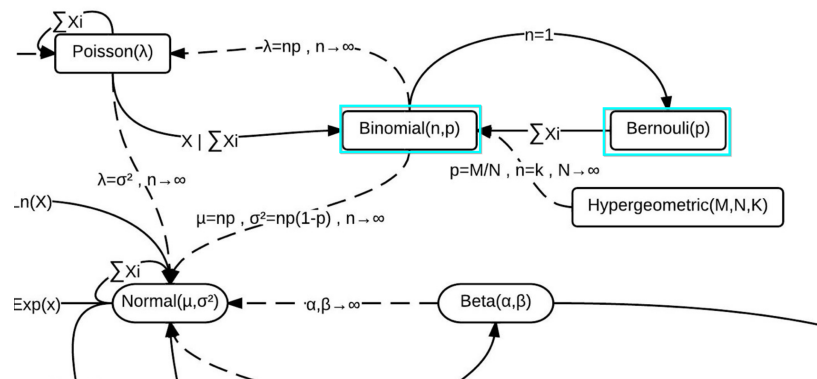 ∑Xi
Poisson(λ)
λ=np , n→∞
n=1
Binomial(n,p)
Bernouli(p)
X | ∑Xi
∑Xi
p=M/N , n=k , N→∞
λ=σ² , n→∞
Hypergeometric(M,N,K)
Ln(X)
μ=np , σ²=np(1-p) , n→∞
∑Xi
Exp(x)
Normal(μ,σ²)
α,β→∞
Beta(α,β)